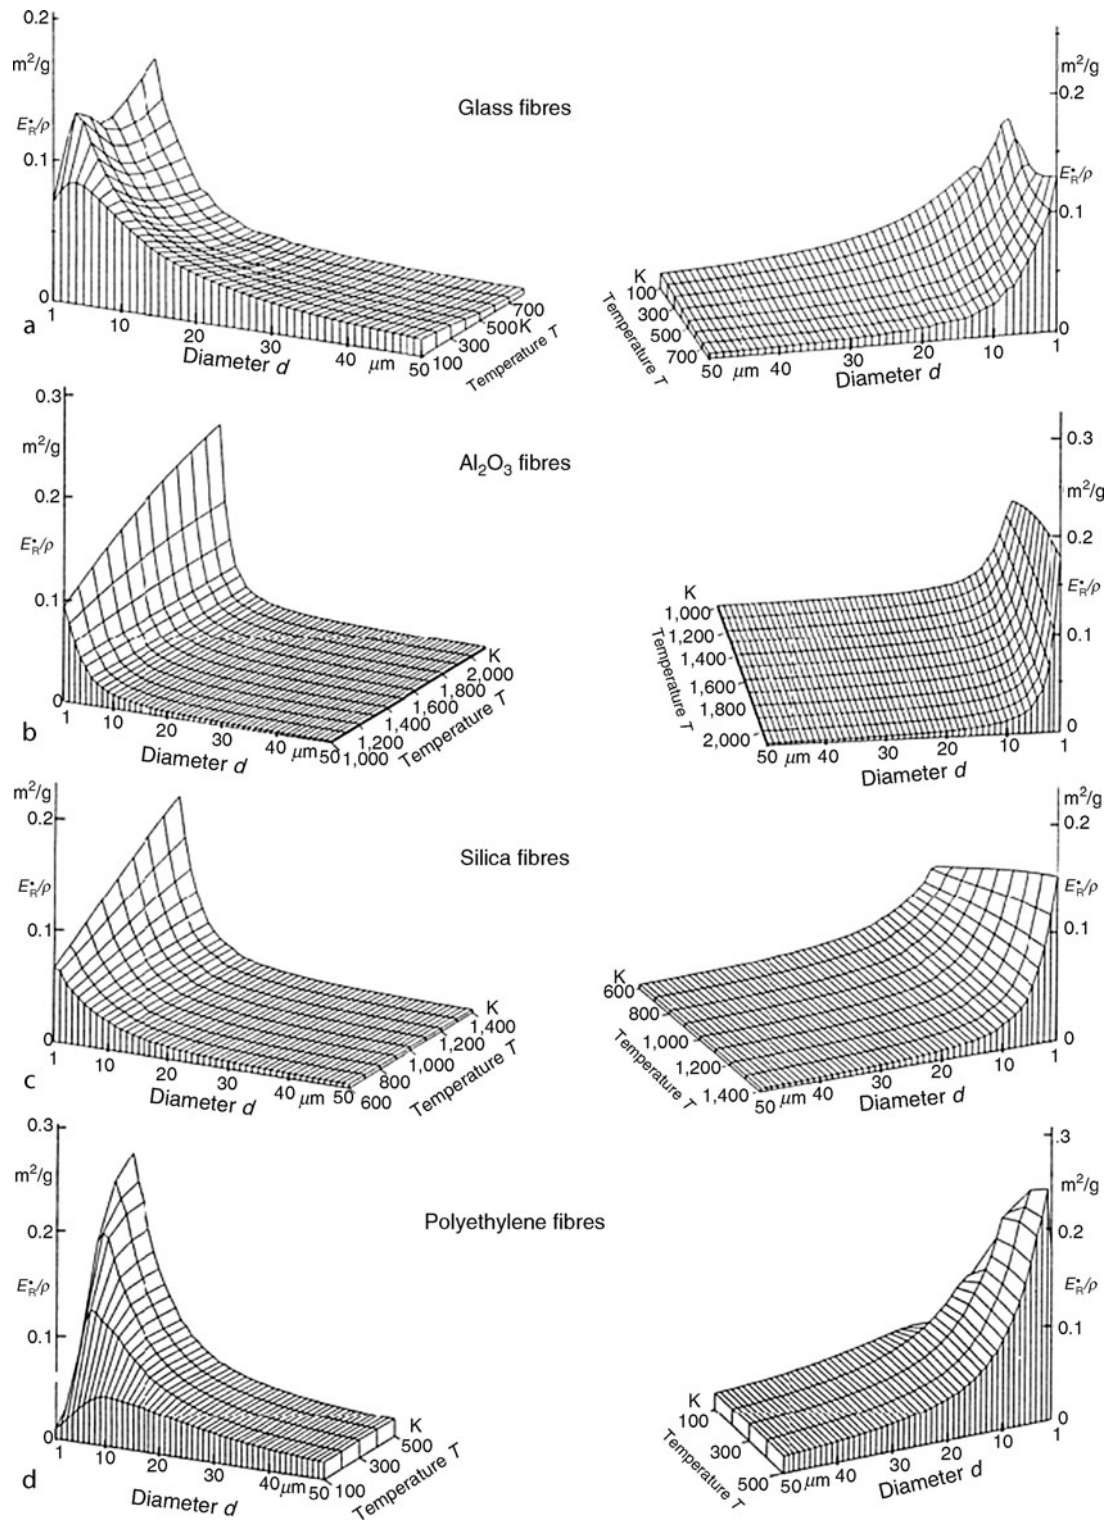 0.2
m²/g
E*R/ρ
0.1
0
1
10
20
30
40
μm
50
Diameter d
100
300
500K
700
Temperature T
a
Glass fibres
m²/g
0.2
E*R/ρ
0.1
0
K
100
300
500
700
Temperature T
50 μm 40
30
20
10
1
Diameter d
0.3
m²/g
0.2
E*R/ρ
0.1
0
1
10
20
30
40
μm
50
Diameter d
1,000
1,200
1,400
1,600
1,800
2,000
K
Temperature T
b
Al₂O₃ fibres
0.3
m²/g
0.2
E*R/ρ
0.1
0
K
1,000
1,200
1,400
1,600
1,800
2,000
Temperature T
50 μm 40
30
20
10
1
Diameter d
m²/g
0.2
E*R/ρ
0.1
0
1
10
20
30
40 μm 50
Diameter d
600
800
1,000
1,200
1,400
K
Temperature T
c
Silica fibres
m²/g
0.2
E*R/ρ
0.1
0
K
600
800
1,000
1,200
1,400
Temperature T
50 μm 40
30
20
10
1
Diameter d
0.3
m²/g
0.2
E*R/ρ
0.1
0
1
10
20
30
40 μm 50
Diameter d
100
300
500
K
Temperature T
d
Polyethylene fibres
.3
m²/g
0.2
E*R/ρ
0.1
0
K
100
300
500
Temperature T
50 μm 40
30
20
10
1
Diameter d